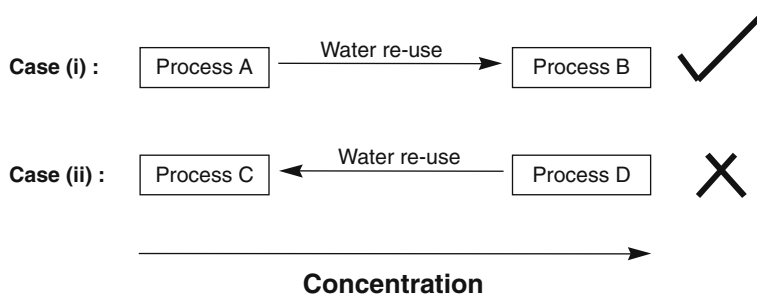 Water re-use
Case (i) : Process A Process B
Water re-use
Case (ii) : Process C Process D
Concentration